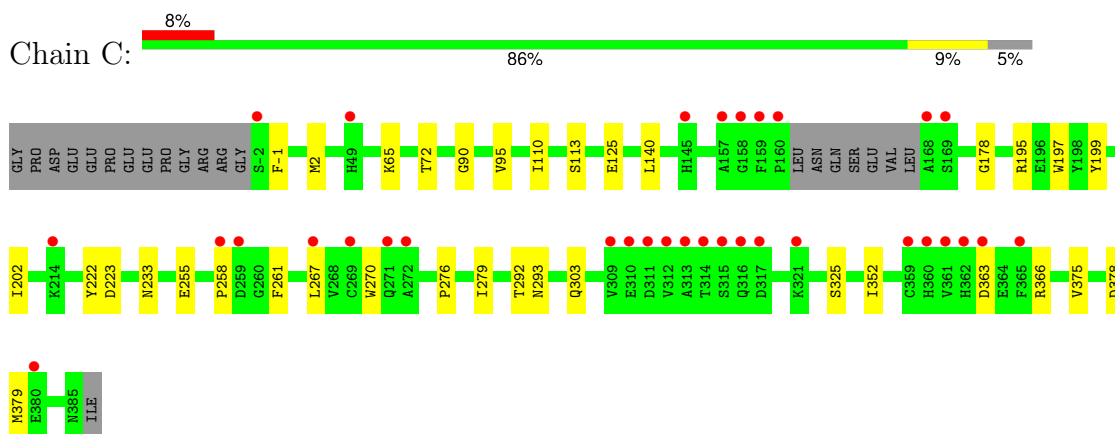 8%
Chain C:
86% 9% 5%
GLY PRO ASP GLU GLU PRO GLU GLU PRO GLY ARG ARG GLY S-2 F-1 M2 H49 K65 T72 G90 V95 I110 S113 E125 L140 H145 A157 G158 F159 P160 LEU ASN GLN SER GLU VAL LEU A168 S169 G178 R195 E196 W197 Y198 Y199
I202 K214 Y222 D223 N233 E255 P258 D259 G260 F261 L267 V268 C269 W270 Q271 A272 P276 I279 T292 N293 Q303 V309 E310 D311 V312 A313 T314 S315 Q316 D317 K321 S325 I352 C359 H360 V361 H362 D363 E364 F365 R366 V375 D378
M379 E380 N385 ILE